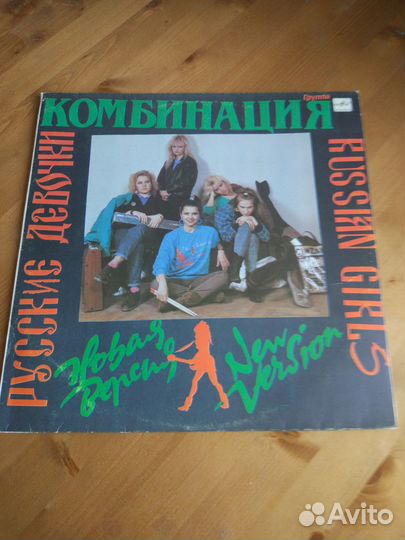 Группа
КОМБИНАЦИЯ
РУССКИЕ ДЕВОЧКИ
RUSSIAN GIRLS
Новая
версия
New
Version
Avito